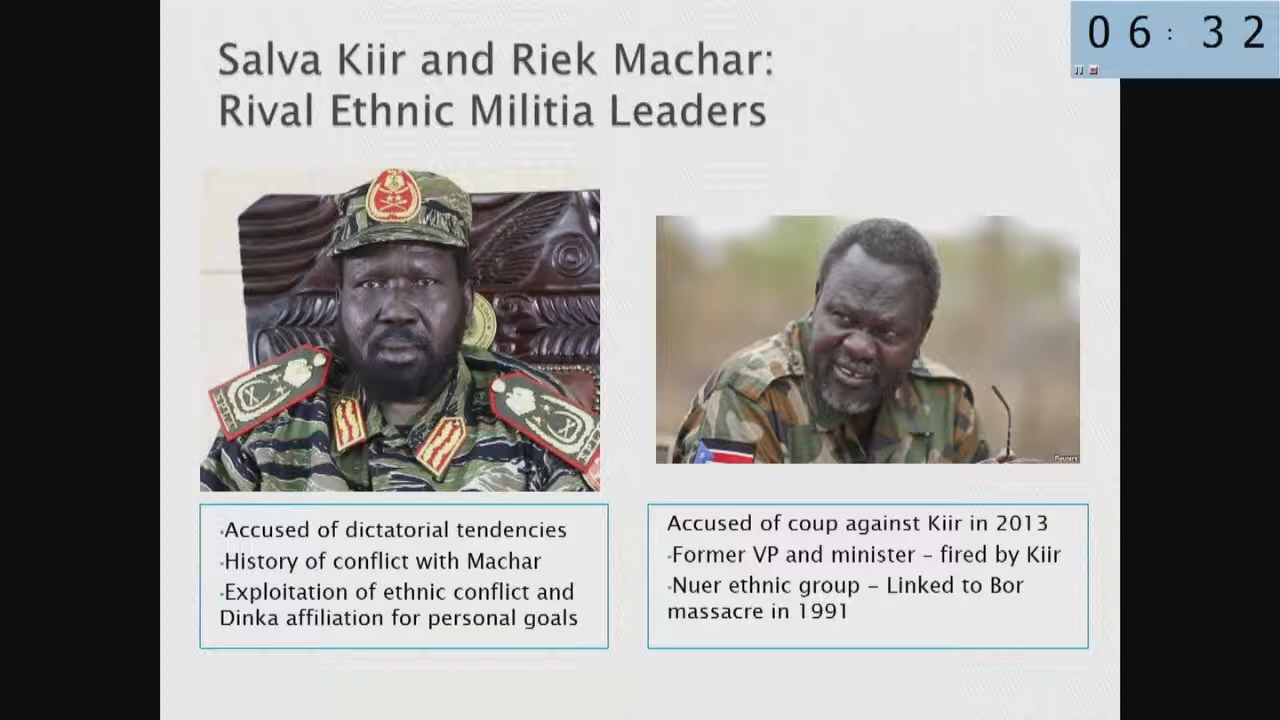 06:32
Salva Kiir and Riek Machar:
Rival Ethnic Militia Leaders
Reuters
·Accused of dictatorial tendencies
·History of conflict with Machar
·Exploitation of ethnic conflict and
Dinka affiliation for personal goals
Accused of coup against Kiir in 2013
·Former VP and minister – fired by Kiir
·Nuer ethnic group – Linked to Bor
massacre in 1991